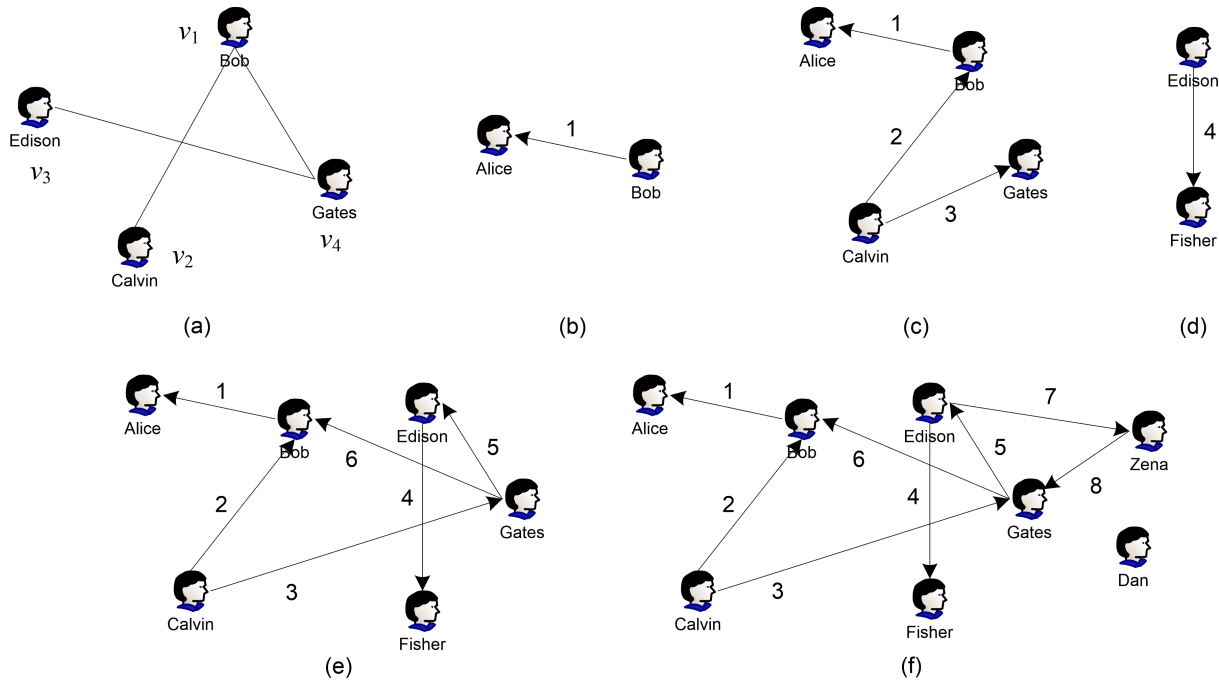 v1
Bob
Edison
v3
Gates
v4
Calvin
v2
(a)
1
Alice
Bob
(b)
1
Alice
Bob
2
Gates
3
Calvin
(c)
Edison
4
Fisher
(d)
1
Alice
Bob
Edison
5
6
2
4
Gates
3
Calvin
Fisher
(e)
1
Alice
Bob
Edison
7
Zena
5
6
8
2
4
Gates
Dan
3
Calvin
Fisher
(f)